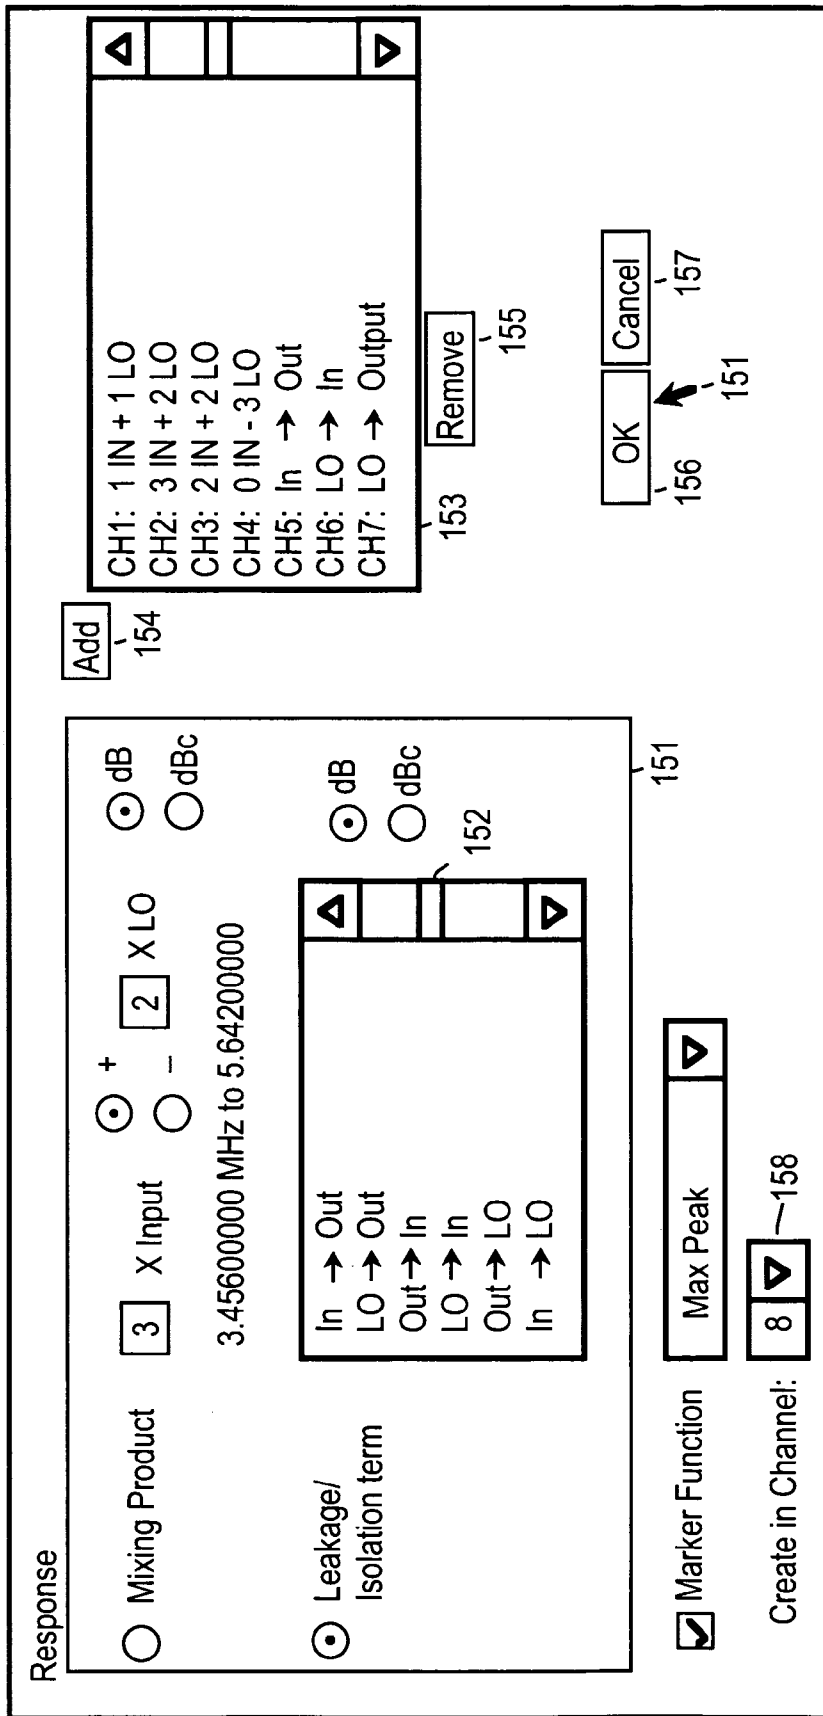 Response
Mixing Product
3 X Input
+
–
2 X LO
dB
dBc
3.45600000 MHz to 5.64200000
Leakage/
Isolation term
In → Out
LO → Out
Out → In
LO → In
Out → LO
In → LO
dB
dBc
152
151
Marker Function
Max Peak
Create in Channel:
8
158
Add
154
CH1: 1 IN + 1 LO
CH2: 3 IN + 2 LO
CH3: 2 IN + 2 LO
CH4: 0 IN - 3 LO
CH5: In → Out
CH6: LO → In
CH7: LO → Output
153
Remove
155
OK
Cancel
156
151
157